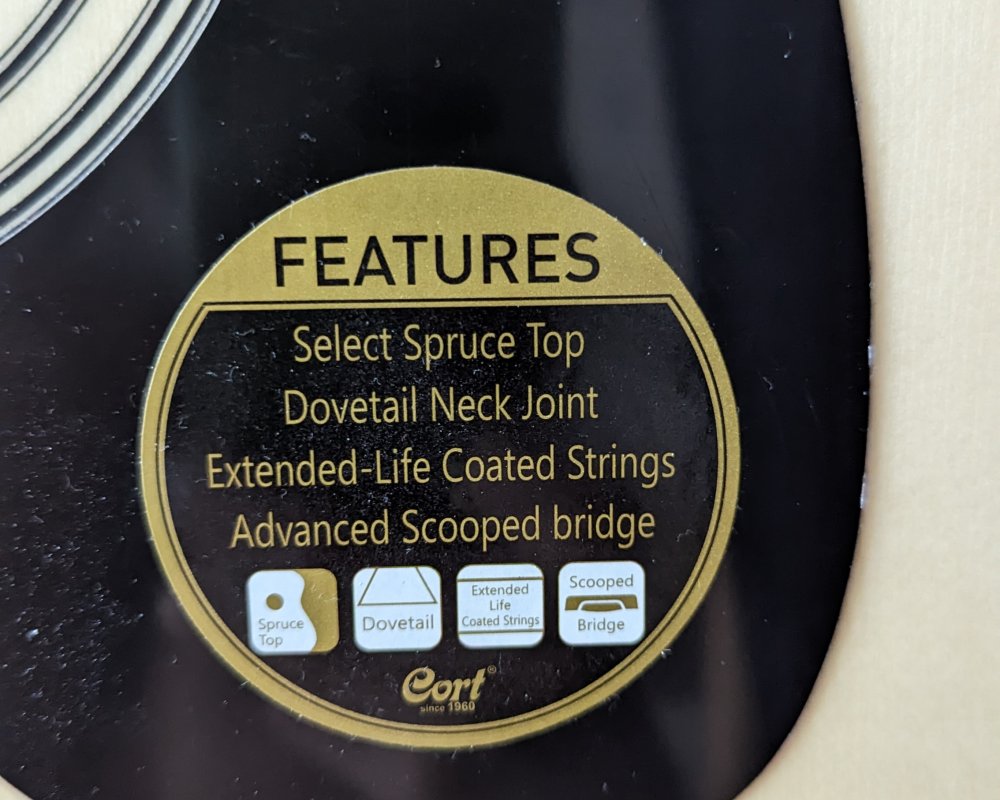 FEATURES
Select Spruce Top
Dovetail Neck Joint
Extended-Life Coated Strings
Advanced Scooped bridge
Spruce
Top
Dovetail
Extended
Life
Coated Strings
Scooped
Bridge
Cort®
since 1960